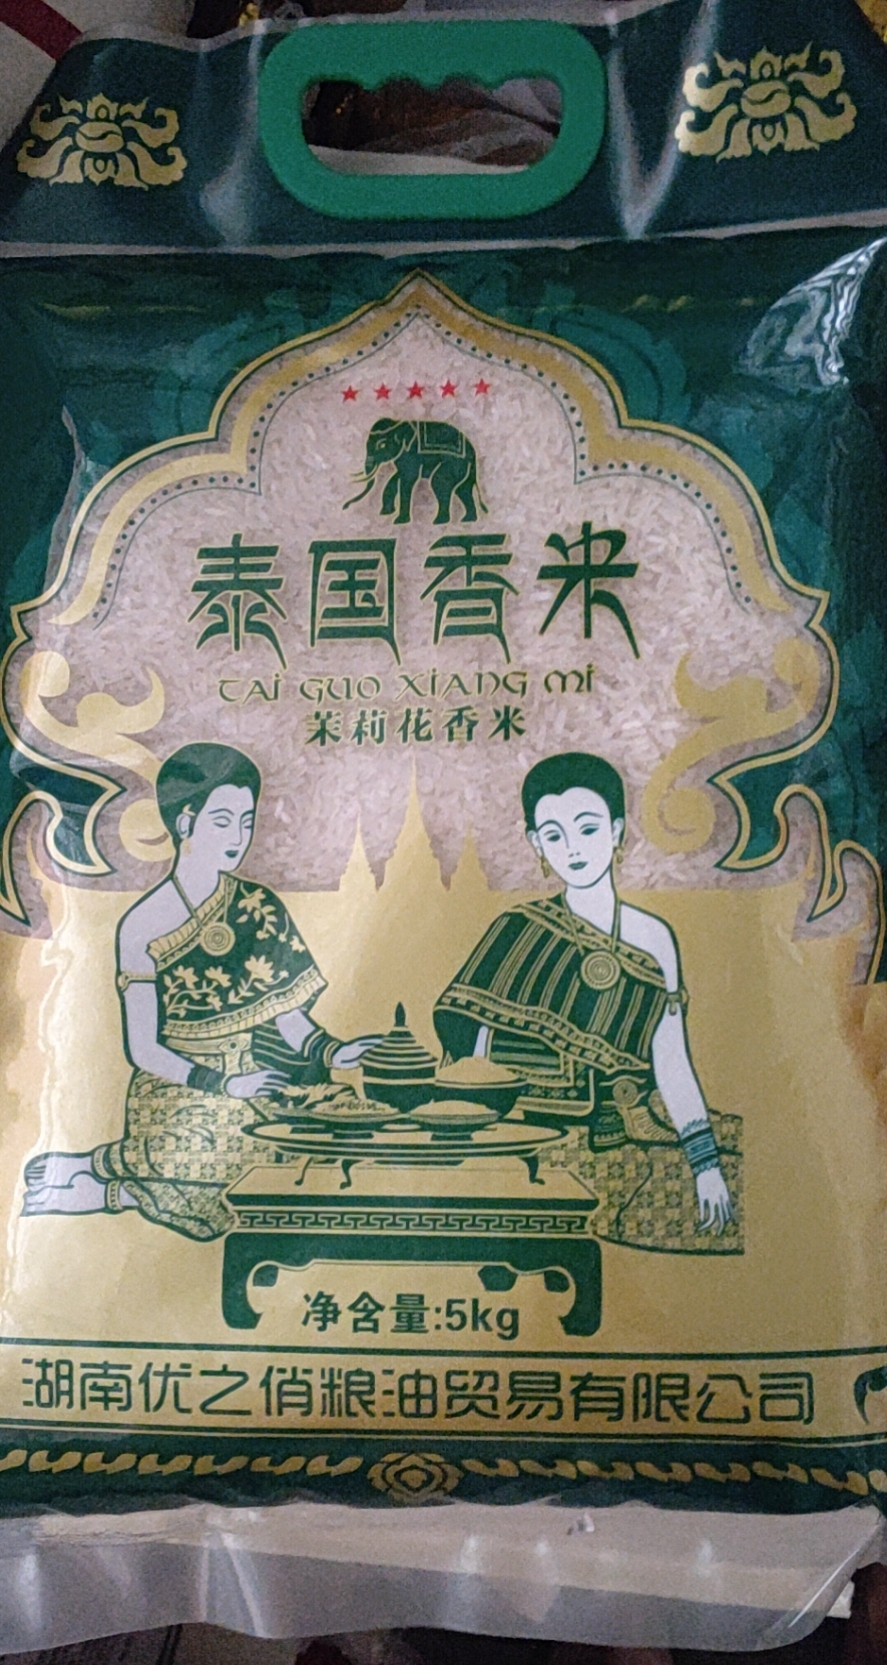 泰国香米
TAI GUO XIANG MI
茉莉花香米
净含量:5kg
湖南优之俏粮油贸易有限公司